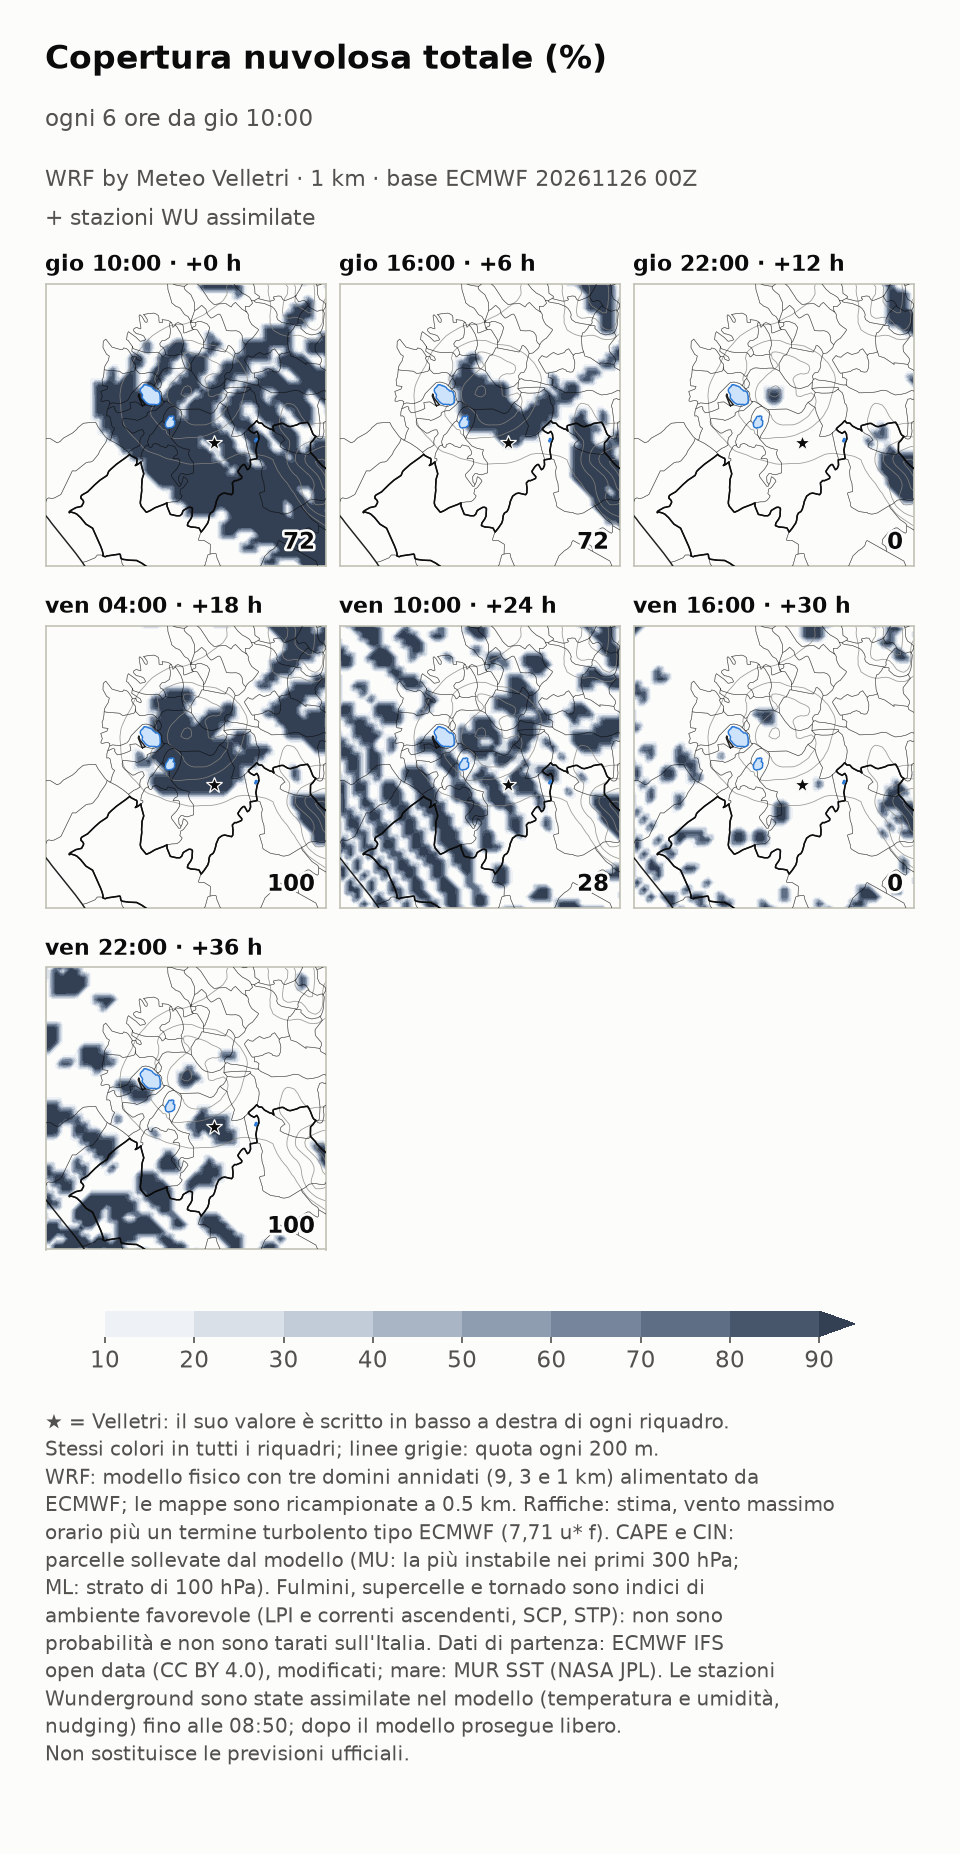 Copertura nuvolosa totale (%)
ogni 6 ore da gio 10:00
WRF by Meteo Velletri · 1 km · base ECMWF 20261126 00Z
+ stazioni WU assimilate
gio 10:00 · +0 h
gio 16:00 · +6 h
gio 22:00 · +12 h
72
72
0
ven 04:00 · +18 h
ven 10:00 · +24 h
ven 16:00 · +30 h
100
28
0
ven 22:00 · +36 h
100
10 20 30 40 50 60 70 80 90
★ = Velletri: il suo valore è scritto in basso a destra di ogni riquadro.
Stessi colori in tutti i riquadri; linee grigie: quota ogni 200 m.
WRF: modello fisico con tre domini annidati (9, 3 e 1 km) alimentato da
ECMWF; le mappe sono ricampionate a 0.5 km. Raffiche: stima, vento massimo
orario più un termine turbolento tipo ECMWF (7,71 u* f). CAPE e CIN:
parcelle sollevate dal modello (MU: la più instabile nei primi 300 hPa;
ML: strato di 100 hPa). Fulmini, supercelle e tornado sono indici di
ambiente favorevole (LPI e correnti ascendenti, SCP, STP): non sono
probabilità e non sono tarati sull'Italia. Dati di partenza: ECMWF IFS
open data (CC BY 4.0), modificati; mare: MUR SST (NASA JPL). Le stazioni
Wunderground sono state assimilate nel modello (temperatura e umidità,
nudging) fino alle 08:50; dopo il modello prosegue libero.
Non sostituisce le previsioni ufficiali.